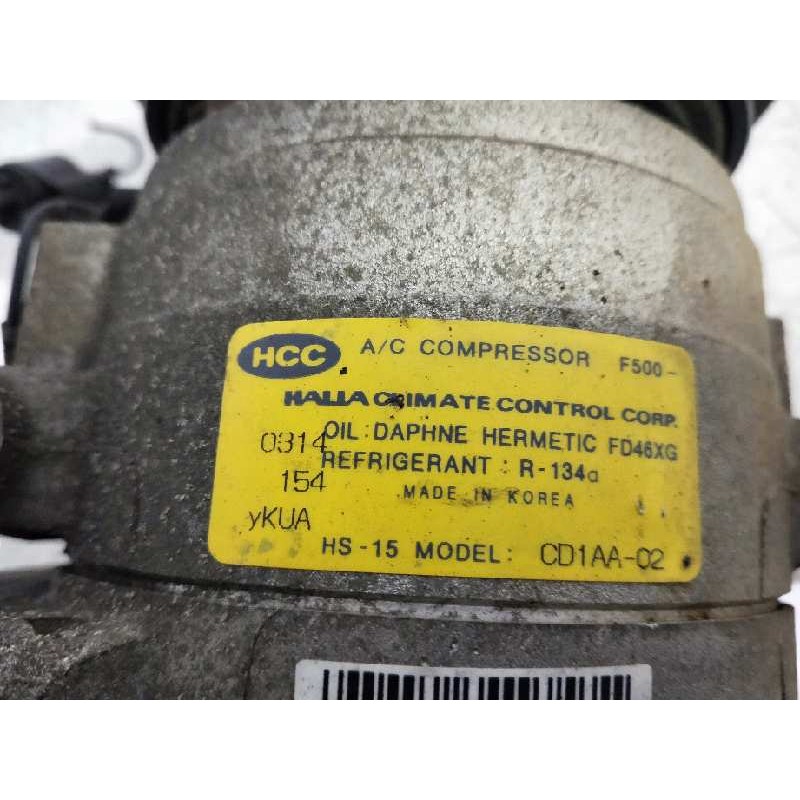 HCC A/C COMPRESSOR F500-
HALLA CLIMATE CONTROL CORP.
OIL : DAPHNE HERMETIC FD46XG
0314
REFRIGERANT : R-134a
154
MADE IN KOREA
yKUA
HS-15 MODEL: CD1AA-02